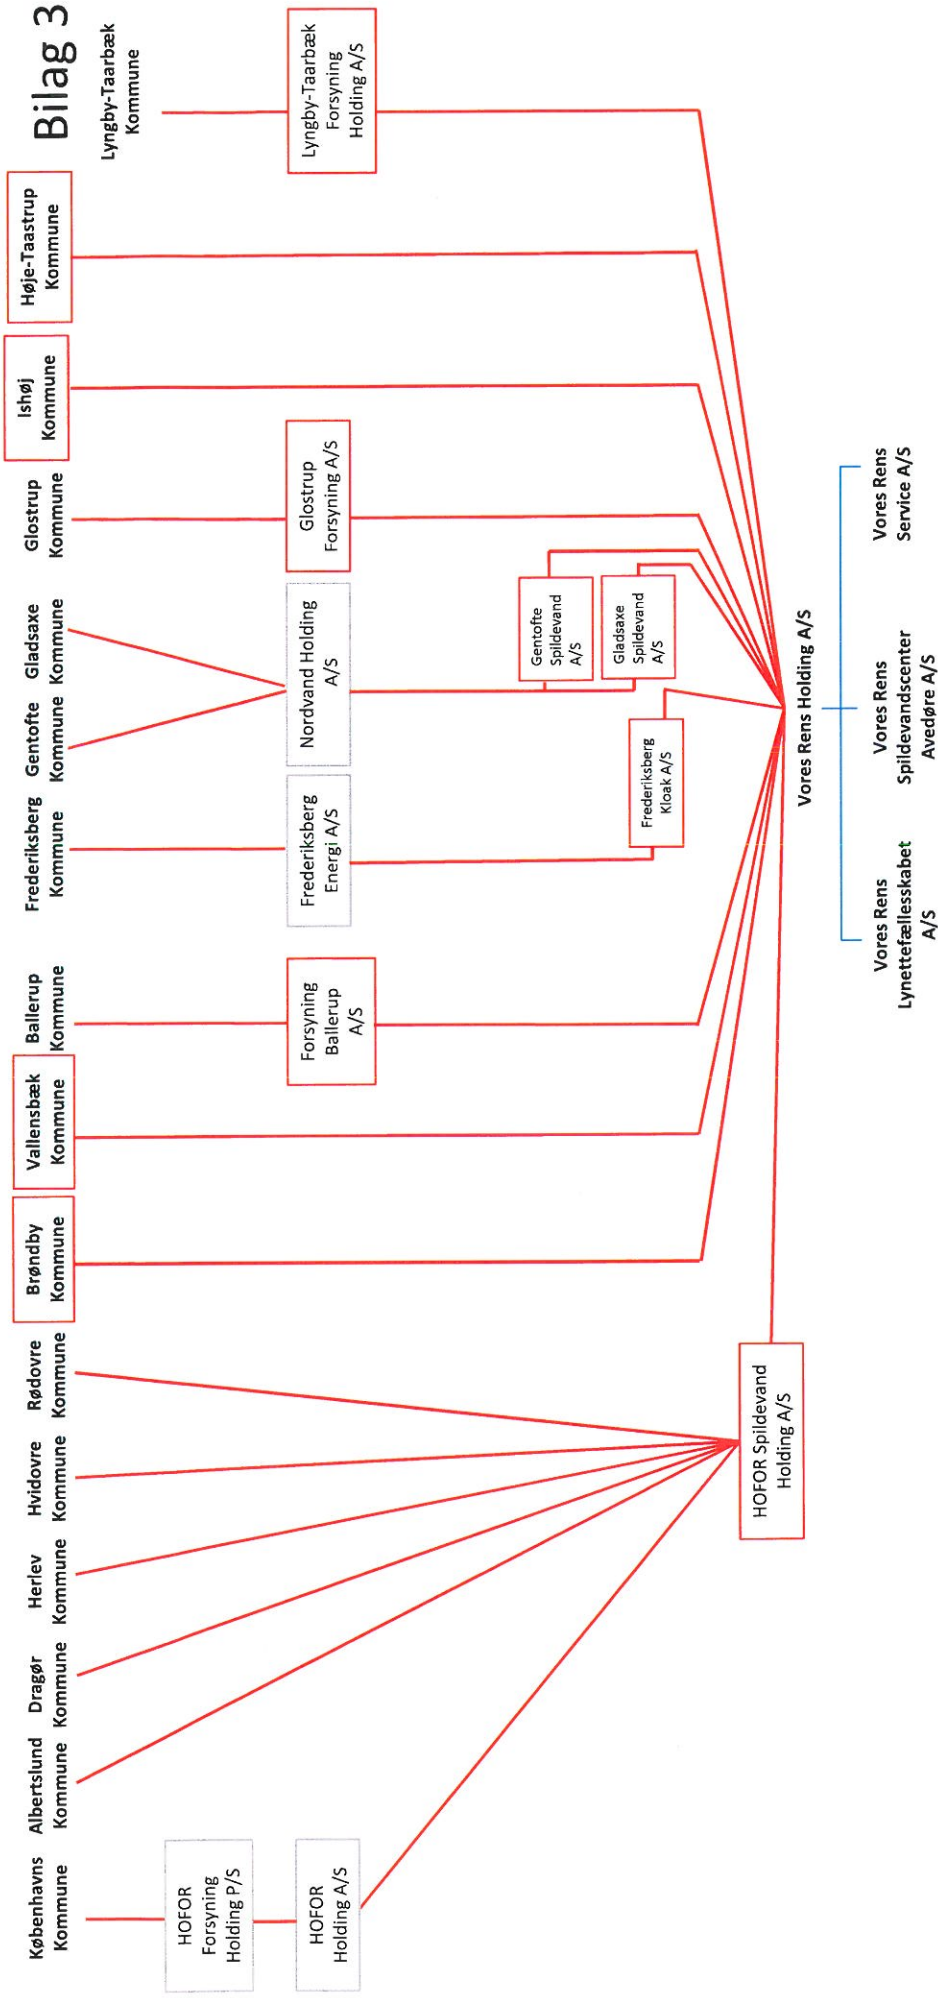 Bilag 3
Københavns
Kommune
Albertslund
Kommune
Dragør
Kommune
Herlev
Kommune
Hvidovre
Kommune
Rødovre
Kommune
Brøndby
Kommune
Vallensbæk
Kommune
Ballerup
Kommune
Frederiksberg
Kommune
Gentofte
Kommune
Gladsaxe
Kommune
Glostrup
Kommune
Ishøj
Kommune
Høje-Taastrup
Kommune
Lyngby-Taarbæk
Kommune
HOFOR
Forsyning
Holding P/S
HOFOR
Holding A/S
Forsyning
Ballerup
A/S
Frederiksberg
Energi A/S
Nordvand Holding
A/S
Glostrup
Forsyning A/S
Lyngby-Taarbæk
Forsyning
Holding A/S
Gentofte
Spildevand
A/S
Gladsaxe
Spildevand
A/S
Frederiksberg
Kloak A/S
HOFOR Spildevand
Holding A/S
Vores Rens Holding A/S
Vores Rens
Lynettefællesskabet
A/S
Vores Rens
Spildevandscenter
Avedøre A/S
Vores Rens
Service A/S